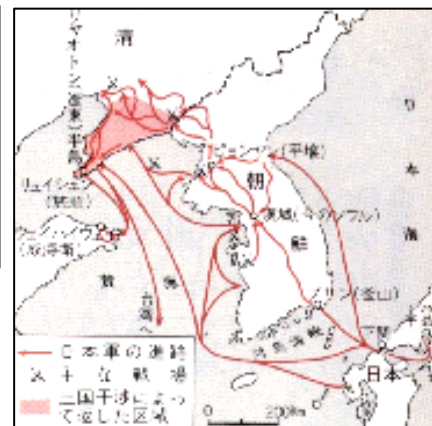 清
リャオトン(遼東)半島
ピョンヤン(平壌)
日本海
朝
鮮
漢城(今のソウル)
リュイシュン
(旅順)
ウェイハイウェイ
(威海衛)
黄
海
台湾へ
プサン(釜山)
下関
日本
← 日本軍の進路
× 主な戦場
三国干渉によっ
て返した区域
0 200km